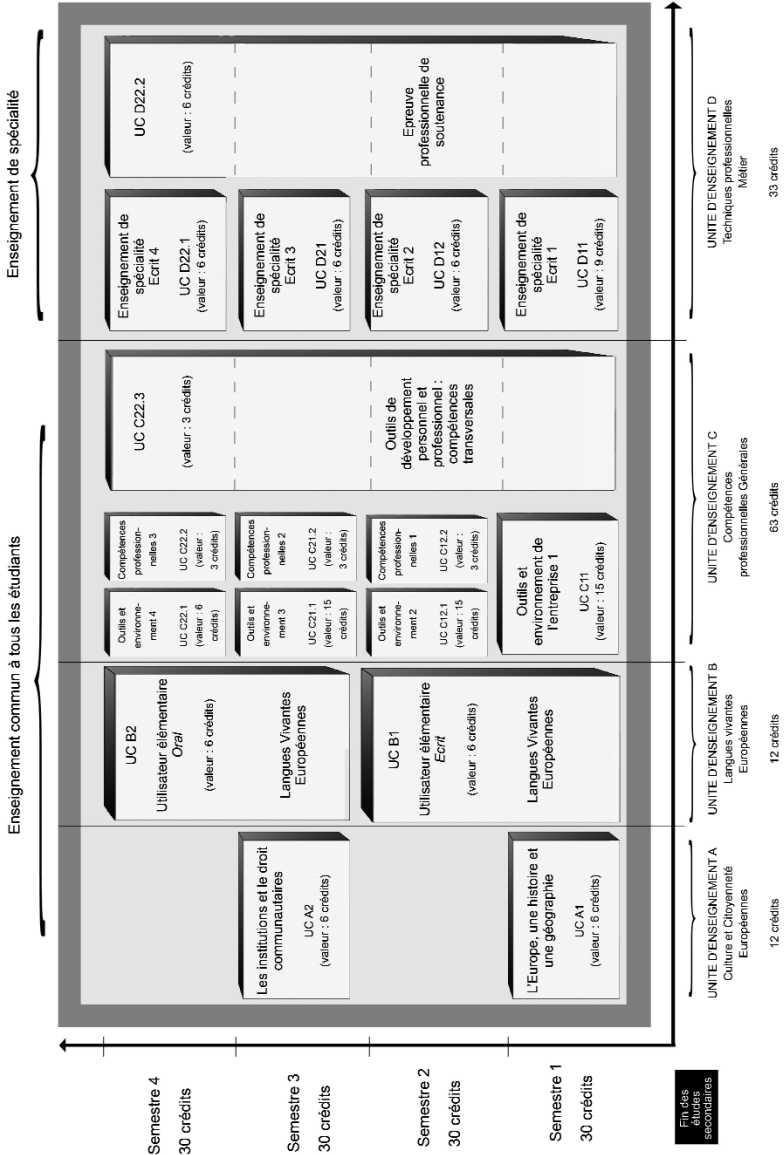 Enseignement commun à tous les étudiants
Enseignement de spécialité
Semestre 4
30 crédits
UC B2
Utilisateur élémentaire
Oral
(valeur : 6 crédits)
Langues Vivantes
Européennes
Outils et
environne-
ment 4
UC C22.1
(valeur : 6
crédits)
Compétences
profession-
nelles 3
UC C22.2
(valeur :
3 crédits)
UC C22.3
(valeur : 3 crédits)
Outils de
développement
personnel et
professionnel :
compétences
transversales
Enseignement de
spécialité
Ecrit 4
UC D22.1
(valeur : 6 crédits)
UC D22.2
(valeur : 6 crédits)
Epreuve
professionnelle de
soutenance
Semestre 3
30 crédits
Les institutions et le droit
communautaires
UC A2
(valeur : 6 crédits)
Outils et
environne-
ment 3
UC C21.1
(valeur : 15
crédits)
Compétences
profession-
nelles 2
UC C21.2
(valeur :
3 crédits)
Enseignement de
spécialité
Ecrit 3
UC D21
(valeur : 6 crédits)
Semestre 2
30 crédits
UC B1
Utilisateur élémentaire
Ecrit
(valeur : 6 crédits)
Langues Vivantes
Européennes
Outils et
environne-
ment 2
UC C12.1
(valeur : 15
crédits)
Compétences
profession-
nelles 1
UC C12.2
(valeur :
3 crédits)
Enseignement de
spécialité
Ecrit 2
UC D12
(valeur : 6 crédits)
Semestre 1
30 crédits
L'Europe, une histoire et
une géographie
UC A1
(valeur : 6 crédits)
Outils et
environnement de
l'entreprise 1
UC C11
(valeur : 15 crédits)
Enseignement de
spécialité
Ecrit 1
UC D11
(valeur : 9 crédits)
Fin des
études
secondaires
UNITE D'ENSEIGNEMENT A
Culture et Citoyenneté
Européennes
12 crédits
UNITE D'ENSEIGNEMENT B
Langues vivantes
Européennes
12 crédits
UNITE D'ENSEIGNEMENT C
Compétences
professionnelles Générales
63 crédits
UNITE D'ENSEIGNEMENT D
Techniques professionnelles
Métier
33 crédits